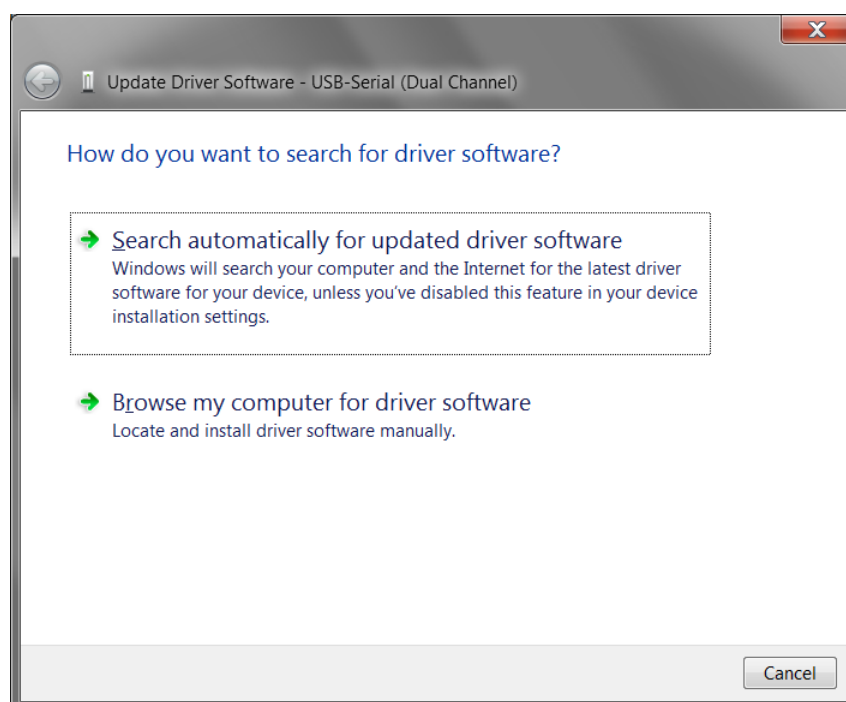 X
Update Driver Software - USB-Serial (Dual Channel)
How do you want to search for driver software?
Search automatically for updated driver software
Windows will search your computer and the Internet for the latest driver
software for your device, unless you've disabled this feature in your device
installation settings.
Browse my computer for driver software
Locate and install driver software manually.
Cancel